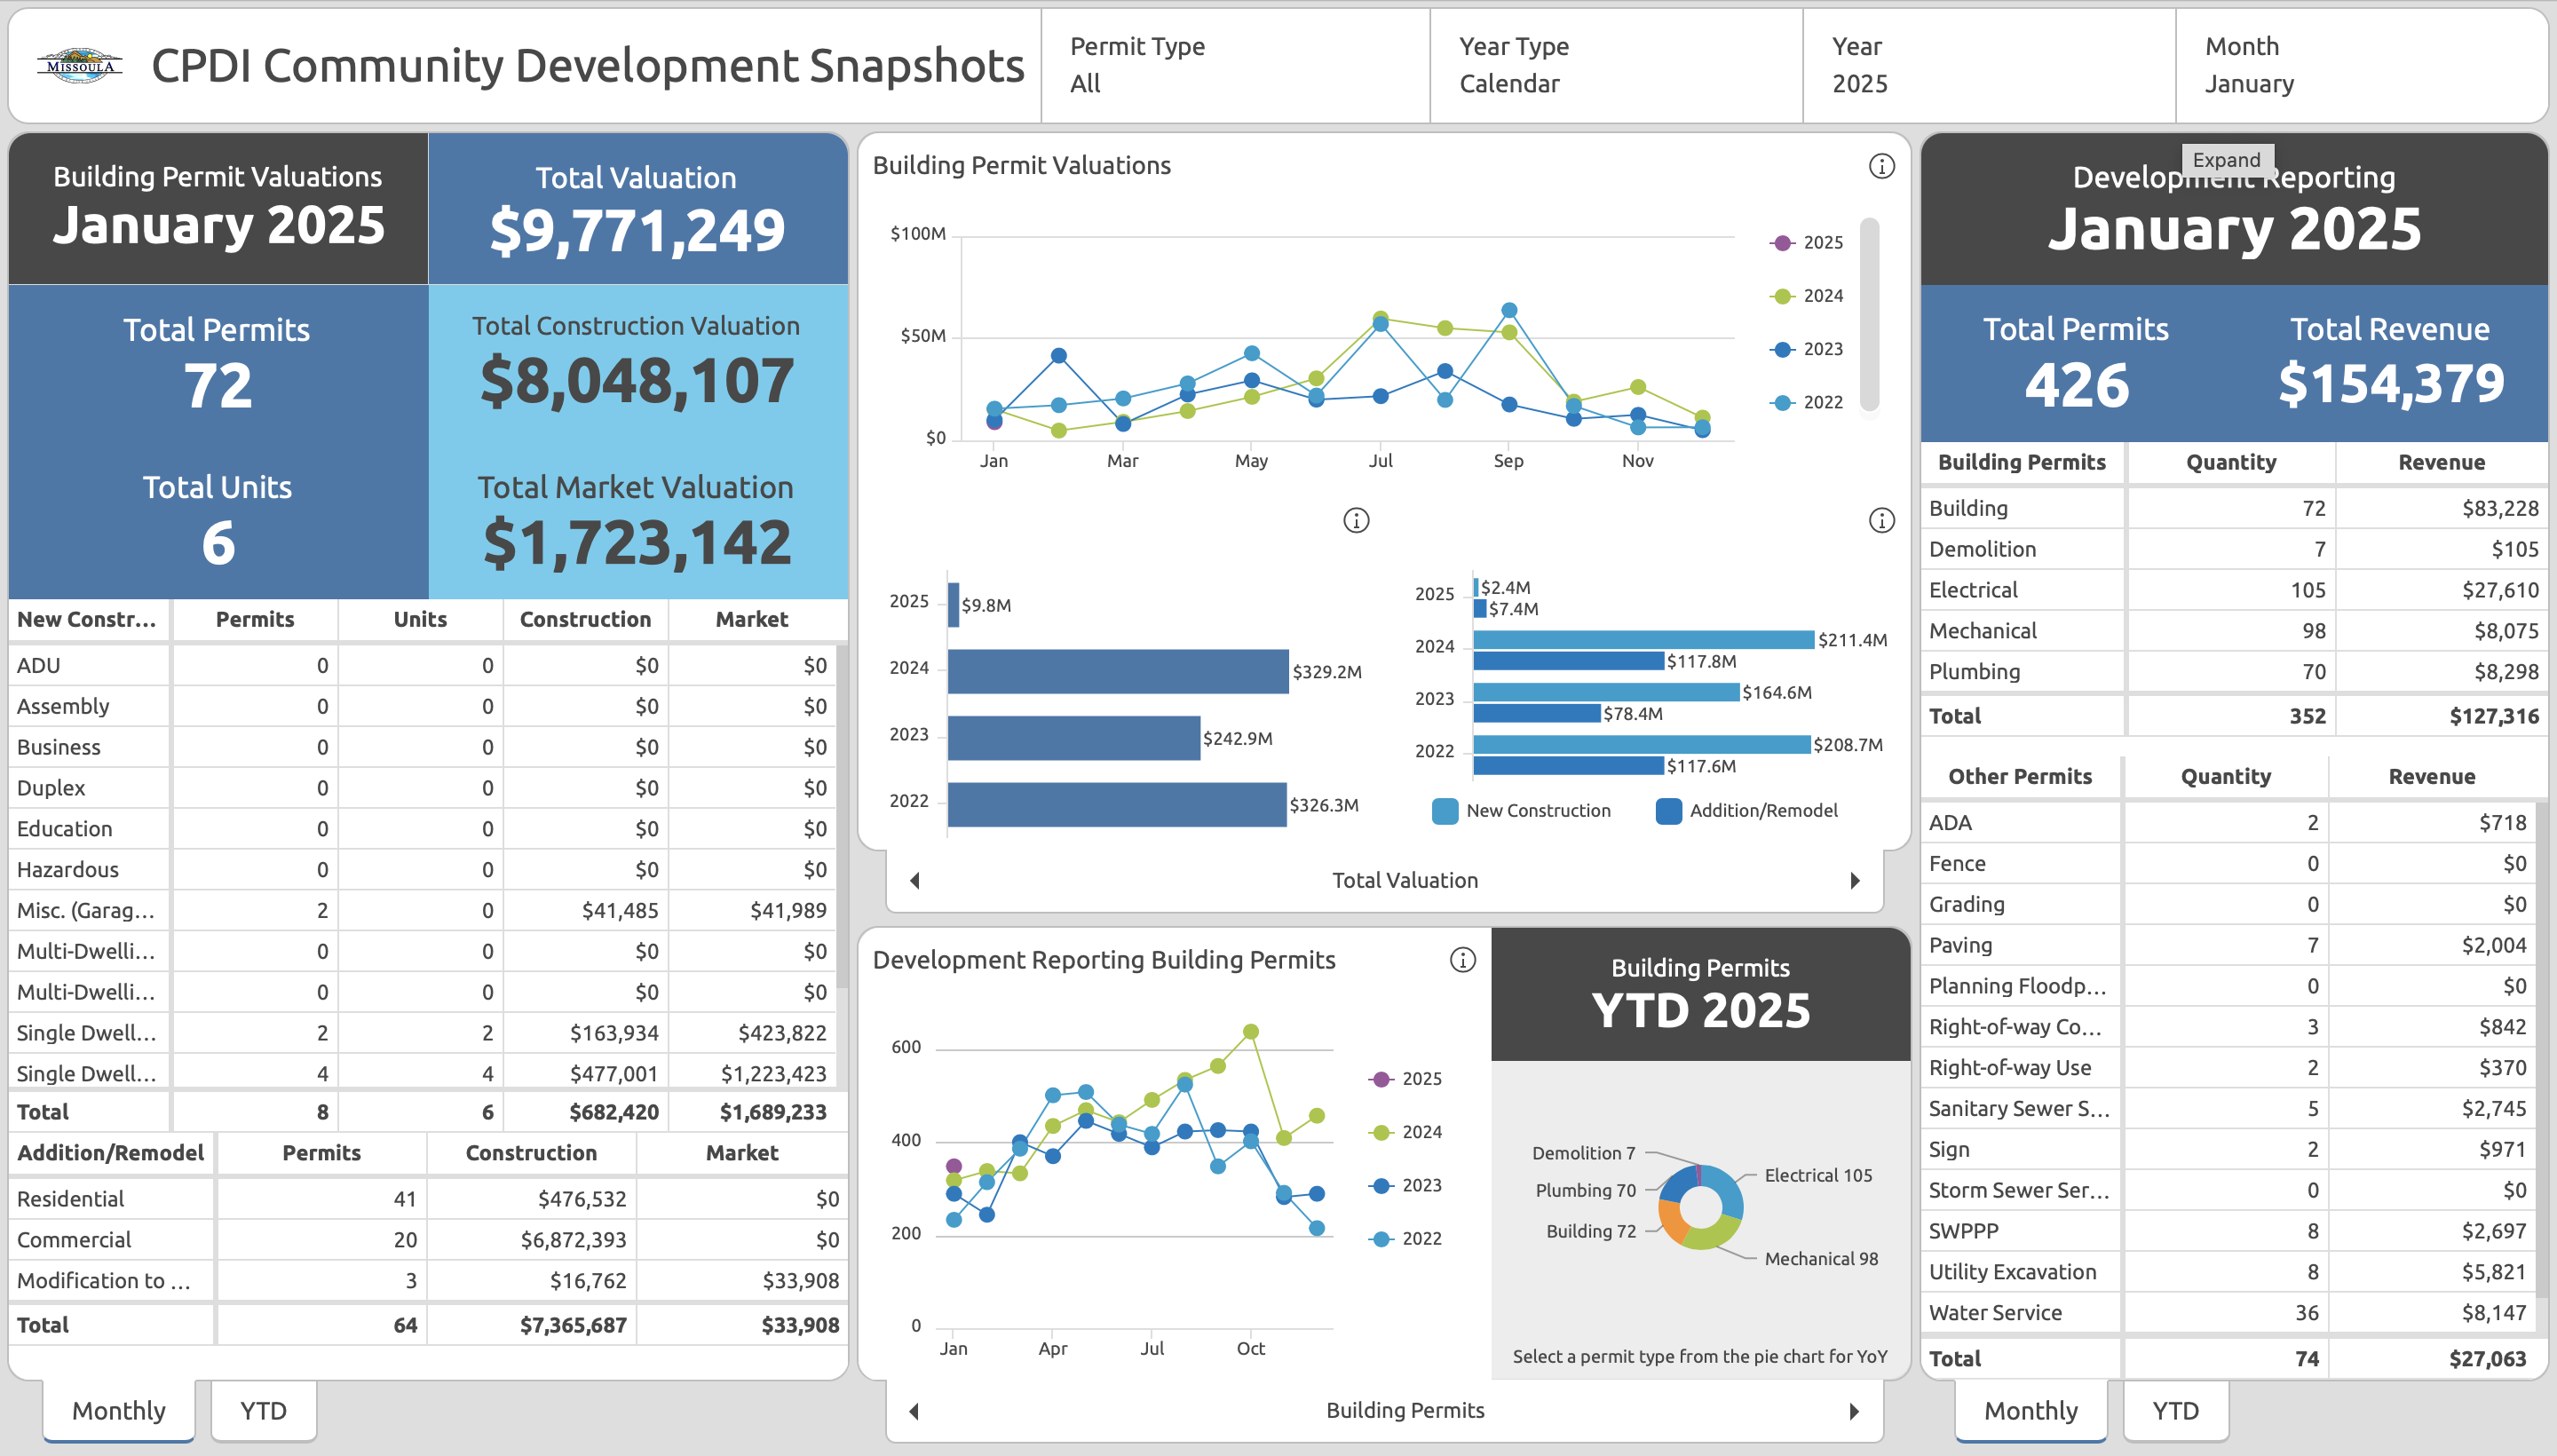 MISSOULA
CPDI Community Development Snapshots
Permit Type
All
Year Type
Calendar
Year
2025
Month
January
Building Permit Valuations
January 2025
Total Valuation
$9,771,249
Total Permits
72
Total Construction Valuation
$8,048,107
Total Units
6
Total Market Valuation
$1,723,142
New Constr... Permits Units Construction Market
ADU 0 0 $0 $0
Assembly 0 0 $0 $0
Business 0 0 $0 $0
Duplex 0 0 $0 $0
Education 0 0 $0 $0
Hazardous 0 0 $0 $0
Misc. (Garag... 2 0 $41,485 $41,989
Multi-Dwelli... 0 0 $0 $0
Multi-Dwelli... 0 0 $0 $0
Single Dwell... 2 2 $163,934 $423,822
Single Dwell... 4 4 $477,001 $1,223,423
Total 8 6 $682,420 $1,689,233
Addition/Remodel Permits Construction Market
Residential 41 $476,532 $0
Commercial 20 $6,872,393 $0
Modification to ... 3 $16,762 $33,908
Total 64 $7,365,687 $33,908
Monthly
YTD
Building Permit Valuations
$100M
$50M
$0
Jan Mar May Jul Sep Nov
2025
2024
2023
2022
2025 $9.8M
2024 $329.2M
2023 $242.9M
2022 $326.3M
2025 $2.4M
$7.4M
2024 $211.4M
$117.8M
2023 $164.6M
$78.4M
2022 $208.7M
$117.6M
New Construction Addition/Remodel
Total Valuation
Development Reporting Building Permits
600
400
200
0
Jan Apr Jul Oct
2025
2024
2023
2022
Building Permits
YTD 2025
Demolition 7
Plumbing 70
Building 72
Electrical 105
Mechanical 98
Select a permit type from the pie chart for YoY
Building Permits
Expand
Development Reporting
January 2025
Total Permits
426
Total Revenue
$154,379
Building Permits Quantity Revenue
Building 72 $83,228
Demolition 7 $105
Electrical 105 $27,610
Mechanical 98 $8,075
Plumbing 70 $8,298
Total 352 $127,316
Other Permits Quantity Revenue
ADA 2 $718
Fence 0 $0
Grading 0 $0
Paving 7 $2,004
Planning Floodp... 0 $0
Right-of-way Co... 3 $842
Right-of-way Use 2 $370
Sanitary Sewer S... 5 $2,745
Sign 2 $971
Storm Sewer Ser... 0 $0
SWPPP 8 $2,697
Utility Excavation 8 $5,821
Water Service 36 $8,147
Total 74 $27,063
Monthly
YTD